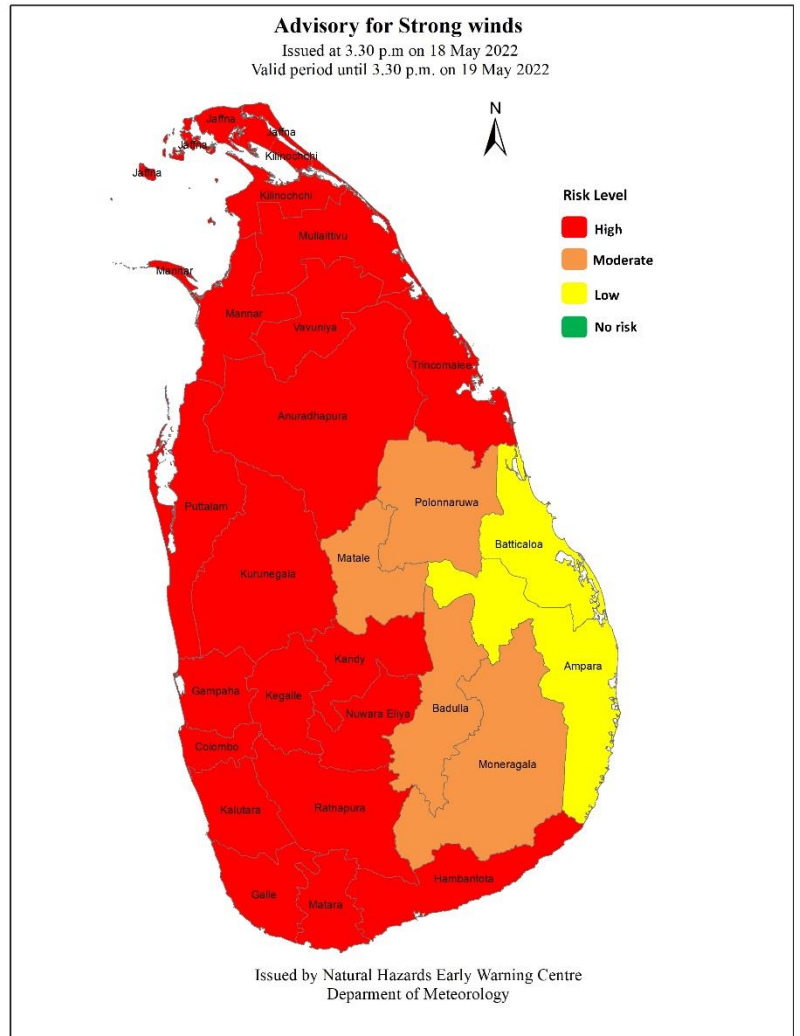 Advisory for Strong winds
Issued at 3.30 p.m on 18 May 2022
Valid period until 3.30 p.m. on 19 May 2022
N
Risk Level
High
Moderate
Low
No risk
Jaffna
Jaffna
Jaffna
Kilinochchi
Jaffna
Kilinochchi
Mullaittivu
Mannar
Mannar
Vavuniya
Trincomalee
Anuradhapura
Polonnaruwa
Puttalam
Batticaloa
Matale
Kurunegala
Kandy
Ampara
Gampaha
Kegalle
Nuwara Eliya
Badulla
Colombo
Moneragala
Kalutara
Ratnapura
Hambantota
Galle
Matara
Issued by Natural Hazards Early Warning Centre
Deparment of Meteorology